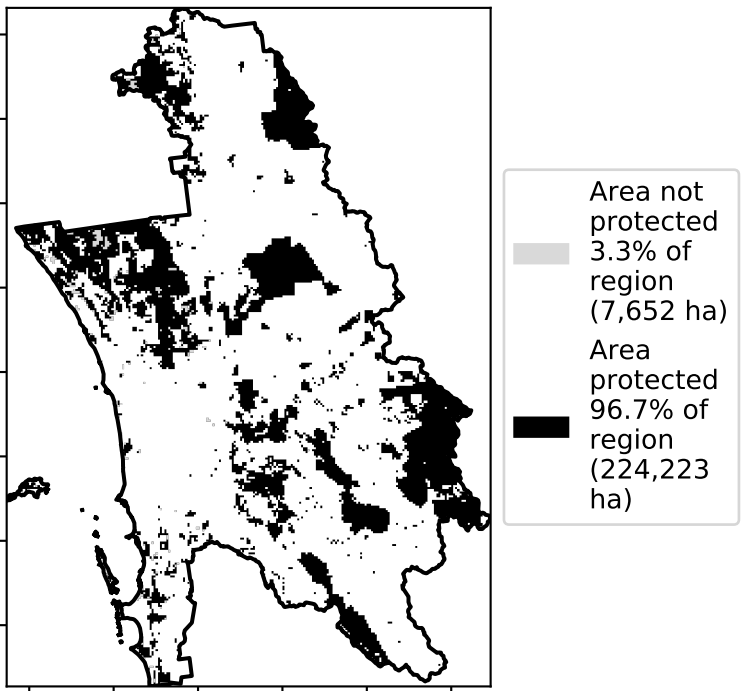 Area not
protected
3.3% of
region
(7,652 ha)
Area
protected
96.7% of
region
(224,223
ha)